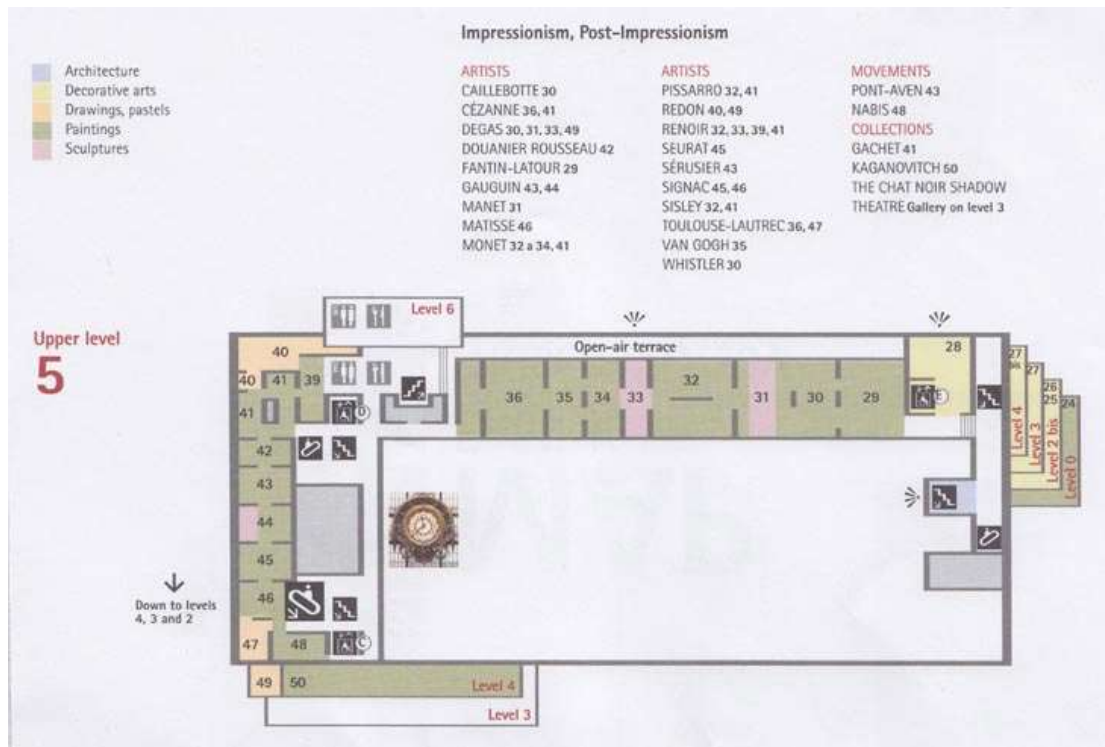 Impressionism, Post-Impressionism
Architecture
Decorative arts
Drawings, pastels
Paintings
Sculptures
ARTISTS
CAILLEBOTTE 30
CÉZANNE 36, 41
DEGAS 30, 31, 33, 49
DOUANIER ROUSSEAU 42
FANTIN-LATOUR 29
GAUGUIN 43, 44
MANET 31
MATISSE 46
MONET 32 a 34, 41
ARTISTS
PISSARRO 32, 41
REDON 40, 49
RENOIR 32, 33, 39, 41
SEURAT 45
SÉRUSIER 43
SIGNAC 45, 46
SISLEY 32, 41
TOULOUSE-LAUTREC 36, 47
VAN GOGH 35
WHISTLER 30
MOVEMENTS
PONT-AVEN 43
NABIS 48
COLLECTIONS
GACHET 41
KAGANOVITCH 50
THE CHAT NOIR SHADOW
THEATRE Gallery on level 3
Upper level
5
Level 6
Open-air terrace
40
40
41
39
41
D
42
43
44
45
46
47
48
C
49
50
36
35
34
33
32
31
30
29
28
E
27 bis
27
26
25
24
Level 4
Level 3
Level 2 bis
Level 0
Down to levels
4, 3 and 2
Level 4
Level 3